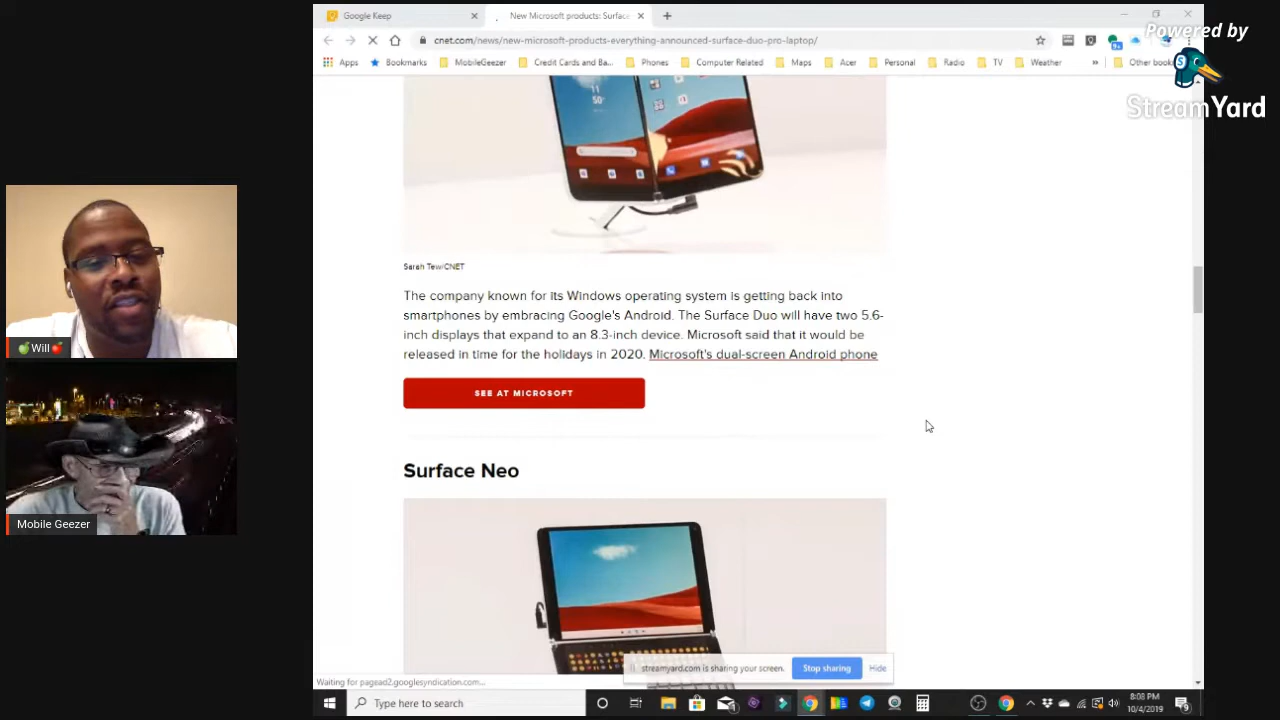 Google Keep
New Microsoft products: Surfac
cnet.com/news/new-microsoft-products-everything-announced-surface-duo-pro-laptop/
Powered by
StreamYard
Apps
Bookmarks
MobileGeezer
Credit Cards and Ba...
Phones
Computer Related
Maps
Acer
Personal
Radio
TV
Weather
»
Other book
11
50°
Sarah Tew/CNET
The company known for its Windows operating system is getting back into
smartphones by embracing Google's Android. The Surface Duo will have two 5.6-
inch displays that expand to an 8.3-inch device. Microsoft said that it would be
released in time for the holidays in 2020. Microsoft's dual-screen Android phone
SEE AT MICROSOFT
Surface Neo
🍏Will🍎
Mobile Geezer
streamyard.com is sharing your screen.
Stop sharing
Hide
Waiting for pagead2.googlesyndication.com...
Type here to search
8:08 PM
10/4/2019